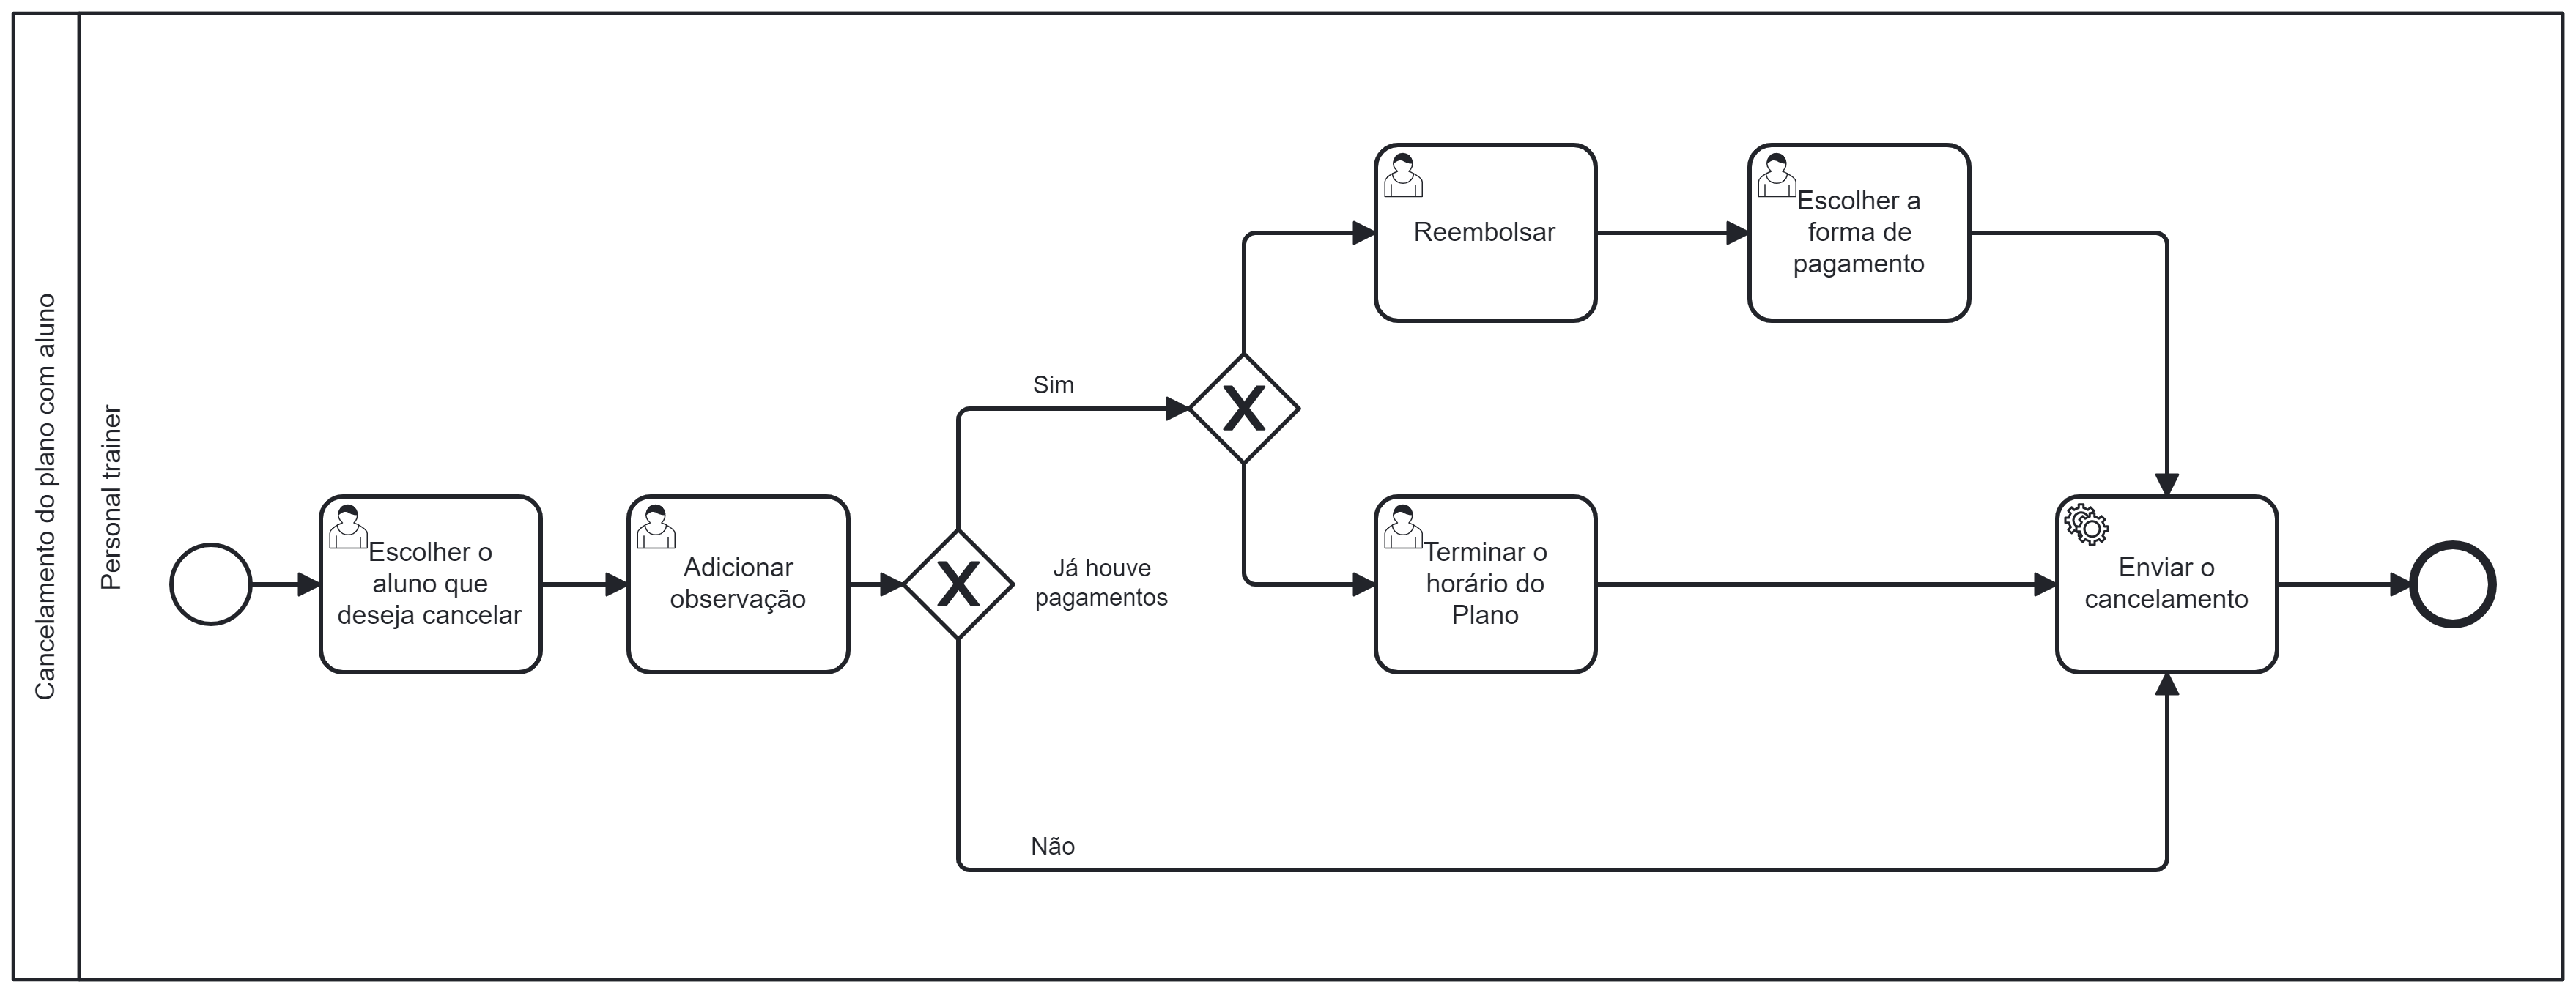 Cancelamento do plano com aluno
Personal trainer
Escolher o
aluno que
deseja cancelar
Adicionar
observação
Já houve
pagamentos
Sim
Não
Reembolsar
Escolher a
forma de
pagamento
Terminar o
horário do
Plano
Enviar o
cancelamento